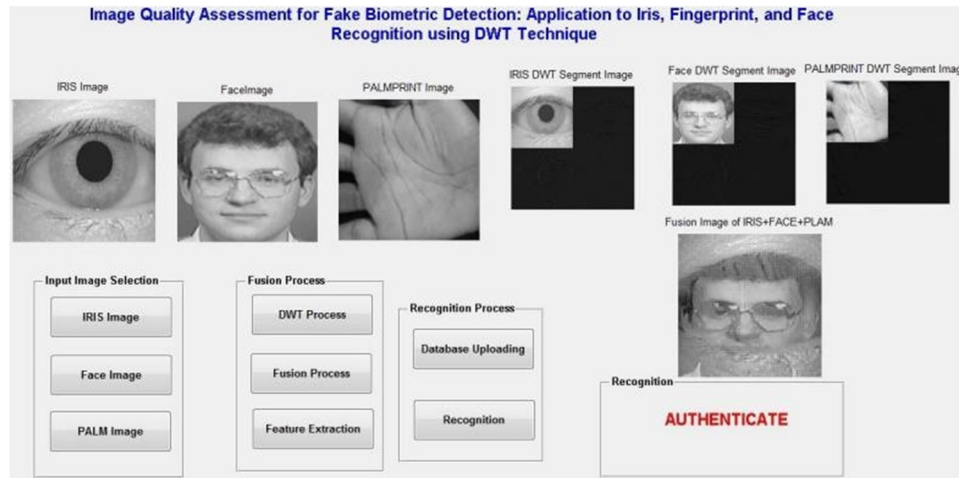 Image Quality Assessment for Fake Biometric Detection: Application to Iris, Fingerprint, and Face
Recognition using DWT Technique
IRIS Image
FaceImage
PALMPRINT Image
IRIS DWT Segment Image
Face DWT Segment Image
PALMPRINT DWT Segment Imag
Fusion Image of IRIS+FACE+PLAM
Input Image Selection
IRIS Image
Face Image
PALM Image
Fusion Process
DWT Process
Fusion Process
Feature Extraction
Recognition Process
Database Uploading
Recognition
Recognition
AUTHENTICATE